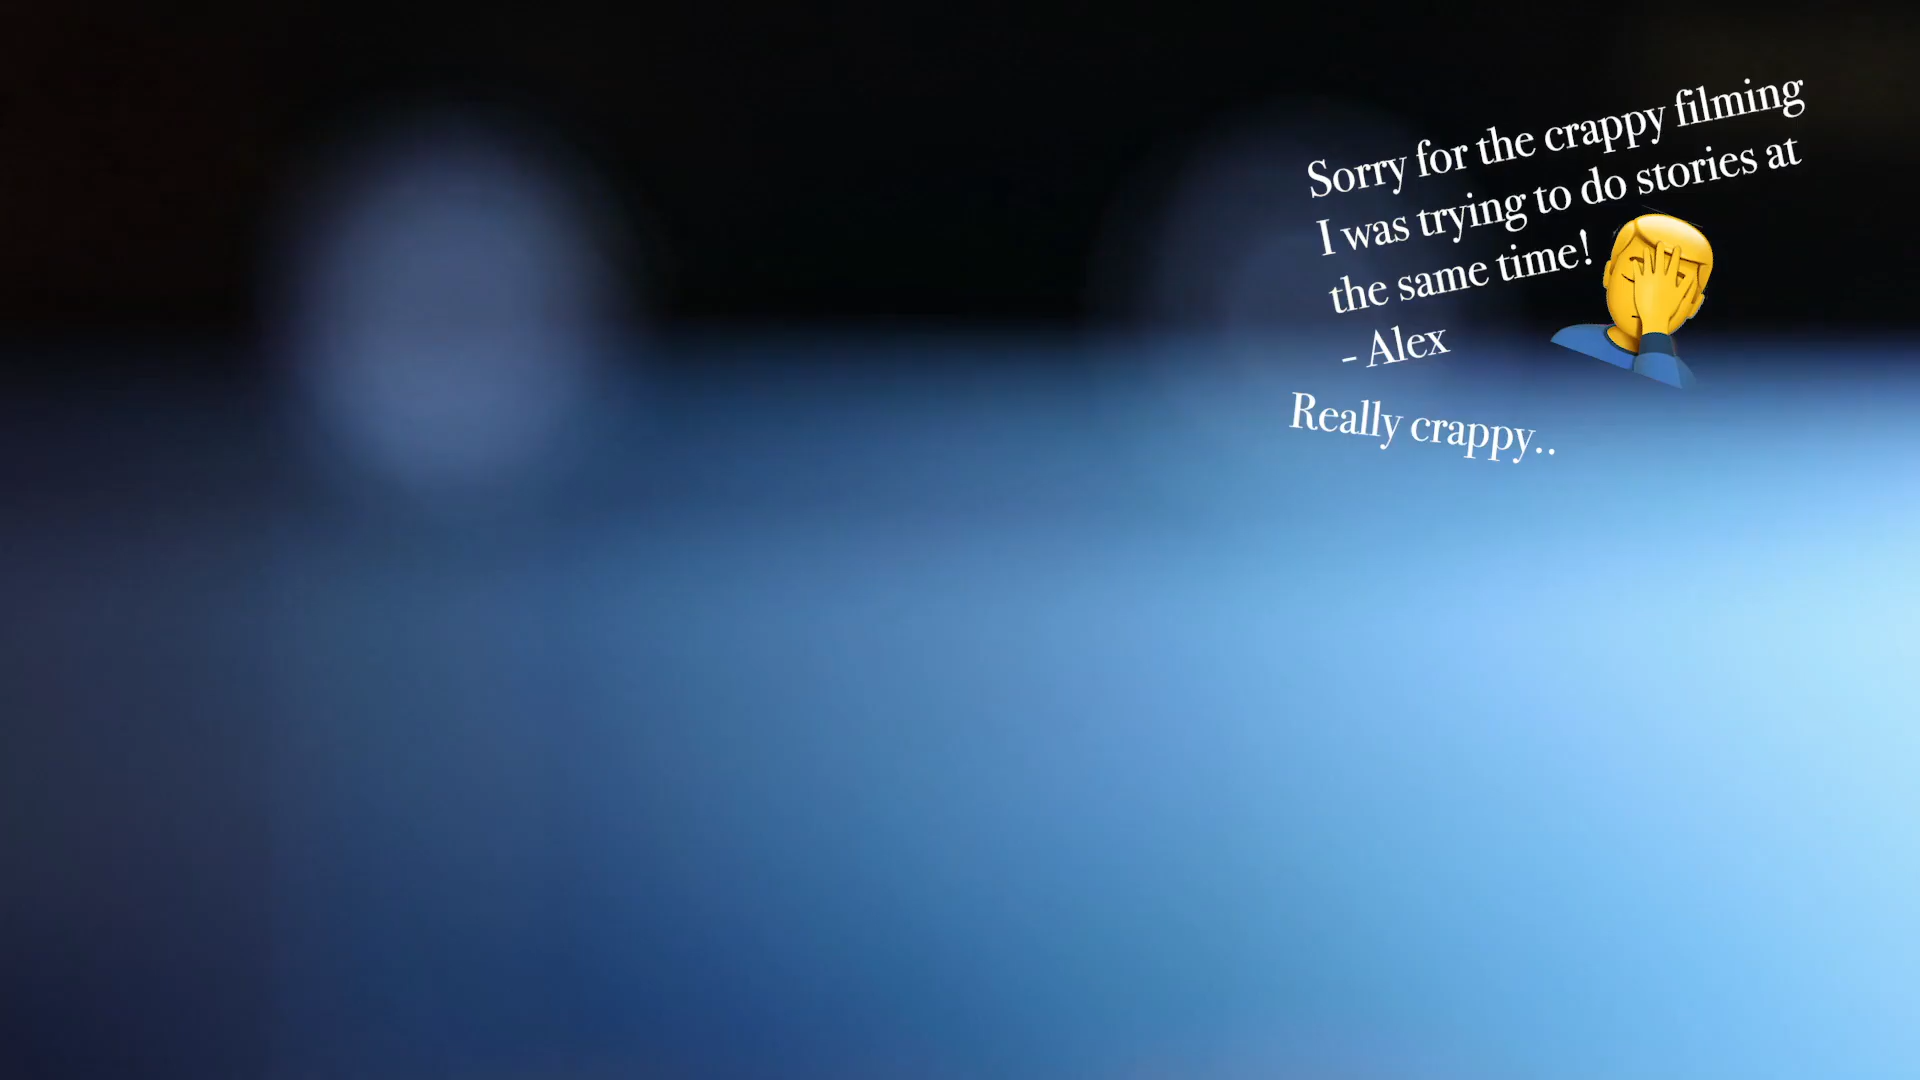 Sorry for the crappy filming
I was trying to do stories at
the same time!
- Alex
Really crappy..